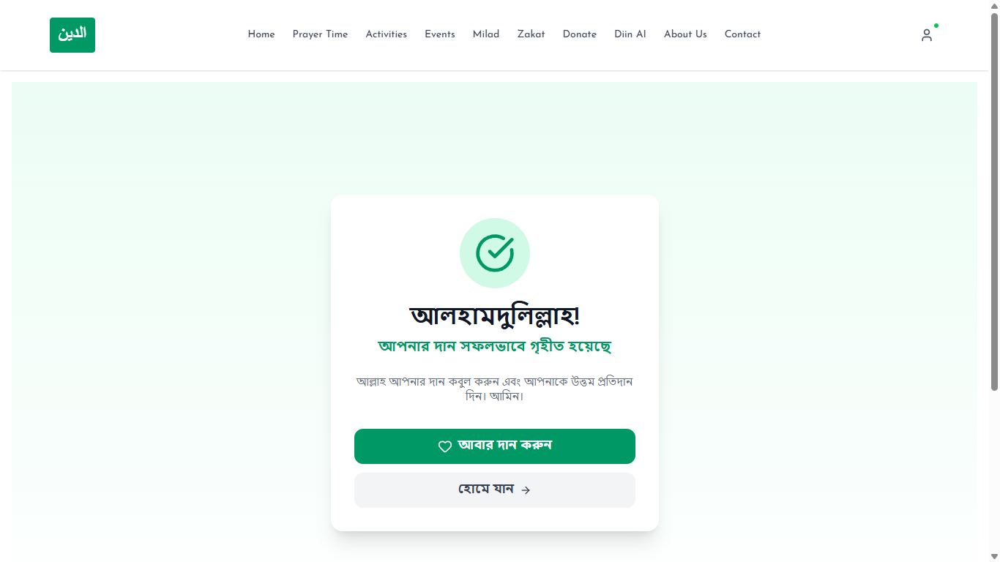 الدين
Home Prayer Time Activities Events Milad Zakat Donate Diin AI About Us Contact
আলহামদুলিল্লাহ!
আপনার দান সফলভাবে গৃহীত হয়েছে
আল্লাহ আপনার দান কবুল করুন এবং আপনাকে উত্তম প্রতিদান
দিন। আমিন।
আবার দান করুন
হোমে যান